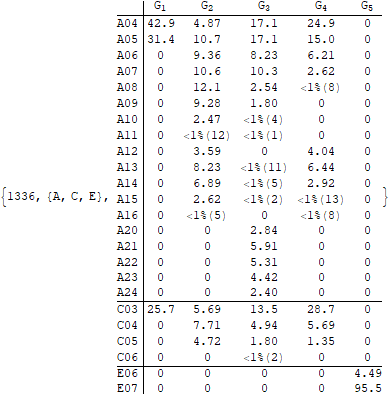 G1 G2 G3 G4 G5
A04 42.9 4.87 17.1 24.9 0
A05 31.4 10.7 17.1 15.0 0
A06 0 9.36 8.23 6.21 0
A07 0 10.6 10.3 2.62 0
A08 0 12.1 2.54 <1%(8) 0
A09 0 9.28 1.80 0 0
A10 0 2.47 <1%(4) 0 0
A11 0 <1%(12) <1%(1) 0 0
A12 0 3.59 0 4.04 0
A13 0 8.23 <1%(11) 6.44 0
A14 0 6.89 <1%(5) 2.92 0
{1336, {A, C, E}, A15 0 2.62 <1%(2) <1%(13) 0 }
A16 0 <1%(5) 0 <1%(8) 0
A20 0 0 2.84 0 0
A21 0 0 5.91 0 0
A22 0 0 5.31 0 0
A23 0 0 4.42 0 0
A24 0 0 2.40 0 0
C03 25.7 5.69 13.5 28.7 0
C04 0 7.71 4.94 5.69 0
C05 0 4.72 1.80 1.35 0
C06 0 0 <1%(2) 0 0
E06 0 0 0 0 4.49
E07 0 0 0 0 95.5